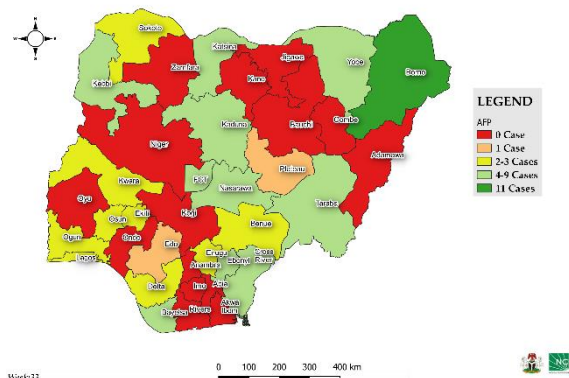 N
Sokoto
Katsina
Jigawa
Zamfara
Yobe
Borno
Kano
Kebbi
Kaduna
Bauchi
Gombe
Niger
Adamawa
Plateau
FCT
Kwara
Nasarawa
Taraba
Oyo
Osun
Ekiti
Kogi
Benue
Ogun
Ondo
Edo
Lagos
Enugu
Cross
River
Anambra
Ebonyi
Delta
Imo
Abia
Bayelsa
Rivers
Akwa
Ibom
LEGEND
AFP
0 Case
1 Case
2-3 Cases
4-9 Cases
11 Cases
0 100 200 300 400 km
Week 33
NC